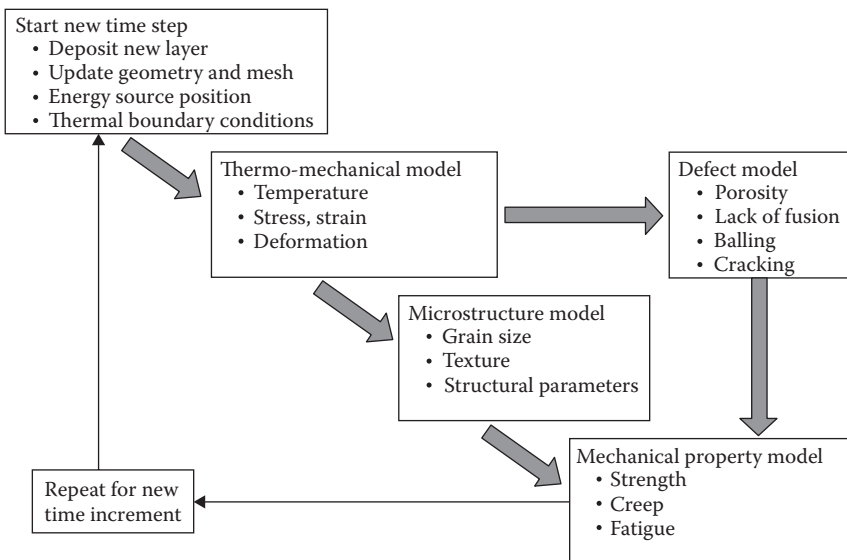 Start new time step
• Deposit new layer
• Update geometry and mesh
• Energy source position
• Thermal boundary conditions
Thermo-mechanical model
• Temperature
• Stress, strain
• Deformation
Defect model
• Porosity
• Lack of fusion
• Balling
• Cracking
Microstructure model
• Grain size
• Texture
• Structural parameters
Mechanical property model
• Strength
• Creep
• Fatigue
Repeat for new
time increment